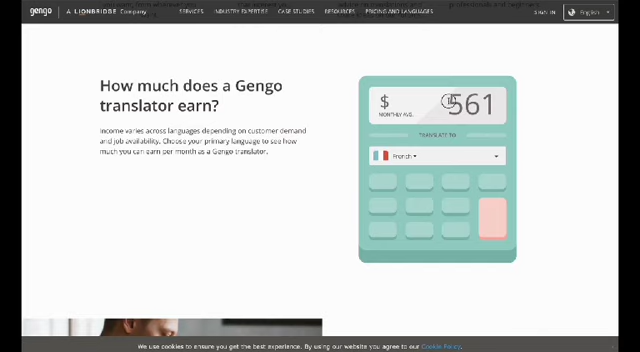 gengo A LIONBRIDGE Company SERVICES INDUSTRY EXPERTISE CASE STUDIES RESOURCES PRICING AND LANGUAGES SIGN IN English
How much does a Gengo
translator earn?
Income varies across languages depending on customer demand
and job availability. Choose your primary language to see how
much you can earn per month as a Gengo translator.
$ 561
MONTHLY AVG.
TRANSLATE TO
French
We use cookies to ensure you get the best experience. By using our website you agree to our Cookie Policy.